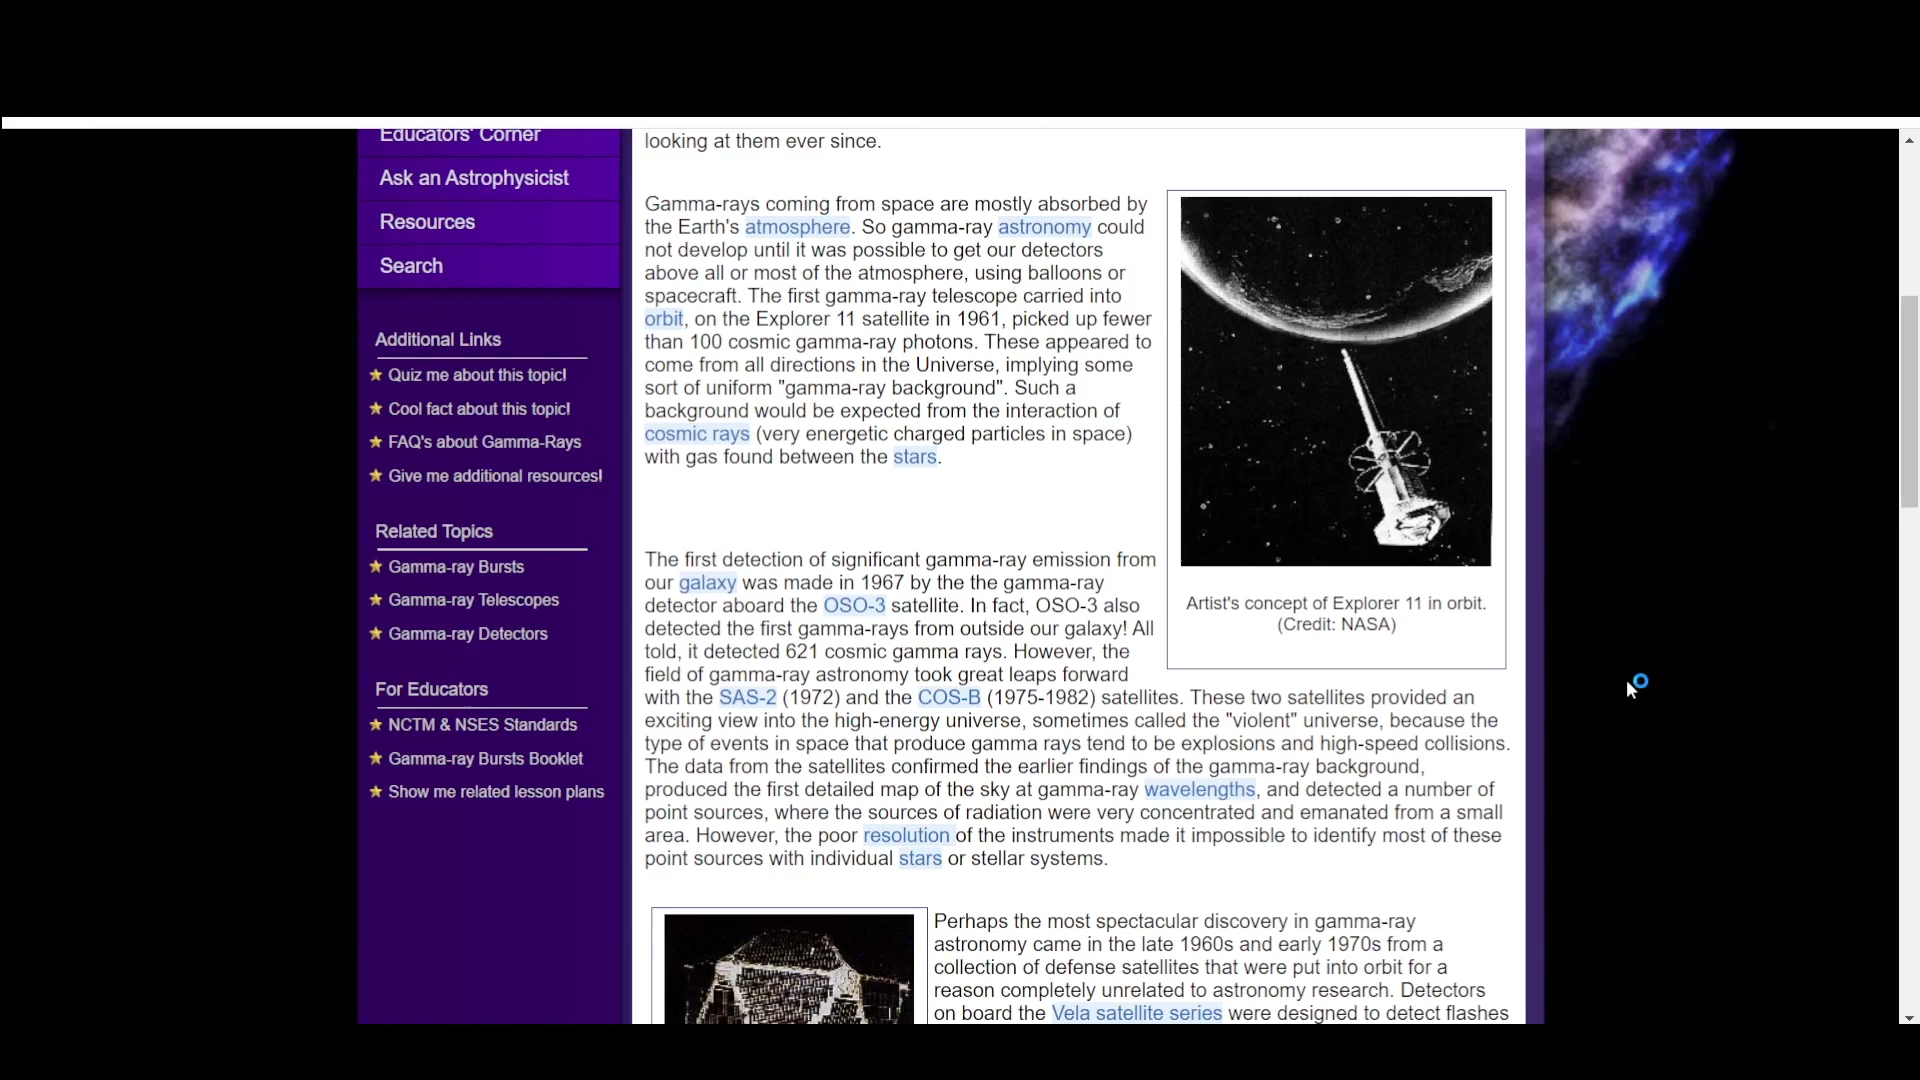 Educators' Corner
Ask an Astrophysicist
Resources
Search
Additional Links
Quiz me about this topic!
Cool fact about this topic!
FAQ's about Gamma-Rays
Give me additional resources!
Related Topics
Gamma-ray Bursts
Gamma-ray Telescopes
Gamma-ray Detectors
For Educators
NCTM & NSES Standards
Gamma-ray Bursts Booklet
Show me related lesson plans
looking at them ever since.
Gamma-rays coming from space are mostly absorbed by
the Earth's atmosphere. So gamma-ray astronomy could
not develop until it was possible to get our detectors
above all or most of the atmosphere, using balloons or
spacecraft. The first gamma-ray telescope carried into
orbit, on the Explorer 11 satellite in 1961, picked up fewer
than 100 cosmic gamma-ray photons. These appeared to
come from all directions in the Universe, implying some
sort of uniform "gamma-ray background". Such a
background would be expected from the interaction of
cosmic rays (very energetic charged particles in space)
with gas found between the stars.
Artist's concept of Explorer 11 in orbit.
(Credit: NASA)
The first detection of significant gamma-ray emission from
our galaxy was made in 1967 by the the gamma-ray
detector aboard the OSO-3 satellite. In fact, OSO-3 also
detected the first gamma-rays from outside our galaxy! All
told, it detected 621 cosmic gamma rays. However, the
field of gamma-ray astronomy took great leaps forward
with the SAS-2 (1972) and the COS-B (1975-1982) satellites. These two satellites provided an
exciting view into the high-energy universe, sometimes called the "violent" universe, because the
type of events in space that produce gamma rays tend to be explosions and high-speed collisions.
The data from the satellites confirmed the earlier findings of the gamma-ray background,
produced the first detailed map of the sky at gamma-ray wavelengths, and detected a number of
point sources, where the sources of radiation were very concentrated and emanated from a small
area. However, the poor resolution of the instruments made it impossible to identify most of these
point sources with individual stars or stellar systems.
Perhaps the most spectacular discovery in gamma-ray
astronomy came in the late 1960s and early 1970s from a
collection of defense satellites that were put into orbit for a
reason completely unrelated to astronomy research. Detectors
on board the Vela satellite series were designed to detect flashes